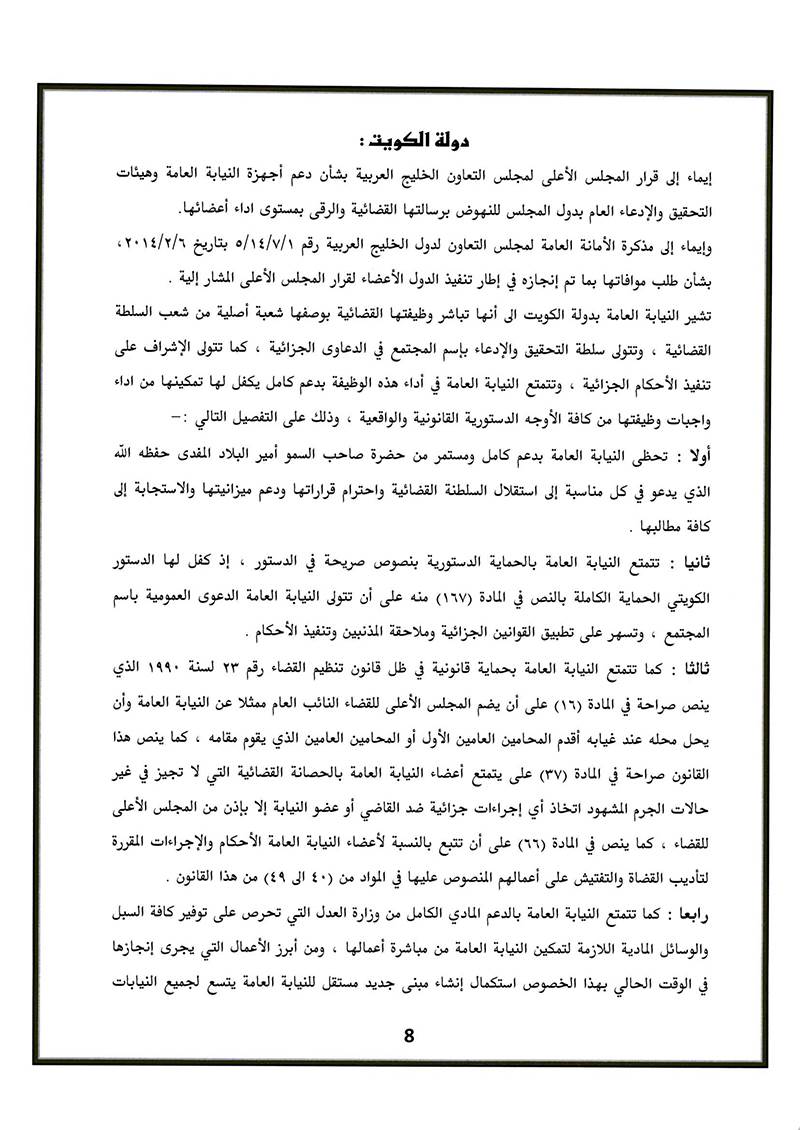 دولة الكويت :
إيماء إلى قرار المجلس الأعلى لمجلس التعاون الخليج العربية بشأن دعم أجهزة النيابة العامة وهيئات
التحقيق والإدعاء العام بدول المجلس للنهوض برسالتها القضائية والرقى بمستوى اداء أعضائها.
وإيماء إلى مذكرة الأمانة العامة لمجلس التعاون لدول الخليج العربية رقم ٥/١٤/٧/١ بتاريخ ٢٠١٤/٢/٦،
بشأن طلب موافاتها بما تم إنجازه في إطار تنفيذ الدول الأعضاء لقرار المجلس الأعلى المشار إلية .
تشير النيابة العامة بدولة الكويت الى أنها تباشر وظيفتها القضائية بوصفها شعبة أصلية من شعب السلطة
القضائية ، وتتولى سلطة التحقيق والإدعاء بإسم المجتمع في الدعاوى الجزائية ، كما تتولى الإشراف على
تنفيذ الأحكام الجزائية ، وتتمتع النيابة العامة في أداء هذه الوظيفة بدعم كامل يكفل لها تمكينها من اداء
واجبات وظيفتها من كافة الأوجه الدستورية القانونية والواقعية ، وذلك على التفصيل التالي :–
أولا : تحظى النيابة العامة بدعم كامل ومستمر من حضرة صاحب السمو أمير البلاد المفدى حفظه الله
الذي يدعو في كل مناسبة إلى استقلال السلطنة القضائية واحترام قراراتها ودعم ميزانيتها والاستجابة إلى
كافة مطالبها .
ثانيا : تتمتع النيابة العامة بالحماية الدستورية بنصوص صريحة في الدستور ، إذ كفل لها الدستور
الكويتي الحماية الكاملة بالنص في المادة (١٦٧) منه على أن تتولى النيابة العامة الدعوى العمومية باسم
المجتمع ، وتسهر على تطبيق القوانين الجزائية وملاحقة المذنبين وتنفيذ الأحكام .
ثالثا : كما تتمتع النيابة العامة بحماية قانونية في ظل قانون تنظيم القضاء رقم ٢٣ لسنة ١٩٩٠ الذي
ينص صراحة في المادة (١٦) على أن يضم المجلس الأعلى للقضاء النائب العام ممثلا عن النيابة العامة وأن
يحل محله عند غيابه أقدم المحامين العامين الأول أو المحامين العامين الذي يقوم مقامه ، كما ينص هذا
القانون صراحة في المادة (٣٧) على يتمتع أعضاء النيابة العامة بالحصانة القضائية التي لا تجيز في غير
حالات الجرم المشهود اتخاذ أي إجراءات جزائية ضد القاضي أو عضو النيابة إلا بإذن من المجلس الأعلى
للقضاء ، كما ينص في المادة (٦٦) على أن تتبع بالنسبة لأعضاء النيابة العامة الأحكام والإجراءات المقررة
لتأديب القضاة والتفتيش على أعمالهم المنصوص عليها في المواد من (٤٠ الى ٤٩) من هذا القانون .
رابعا : كما تتمتع النيابة العامة بالدعم المادي الكامل من وزارة العدل التي تحرص على توفير كافة السبل
والوسائل المادية اللازمة لتمكين النيابة العامة من مباشرة أعمالها ، ومن أبرز الأعمال التي يجرى إنجازها
في الوقت الحالي بهذا الخصوص استكمال إنشاء مبنى جديد مستقل للنيابة العامة يتسع لجميع النيابات
8